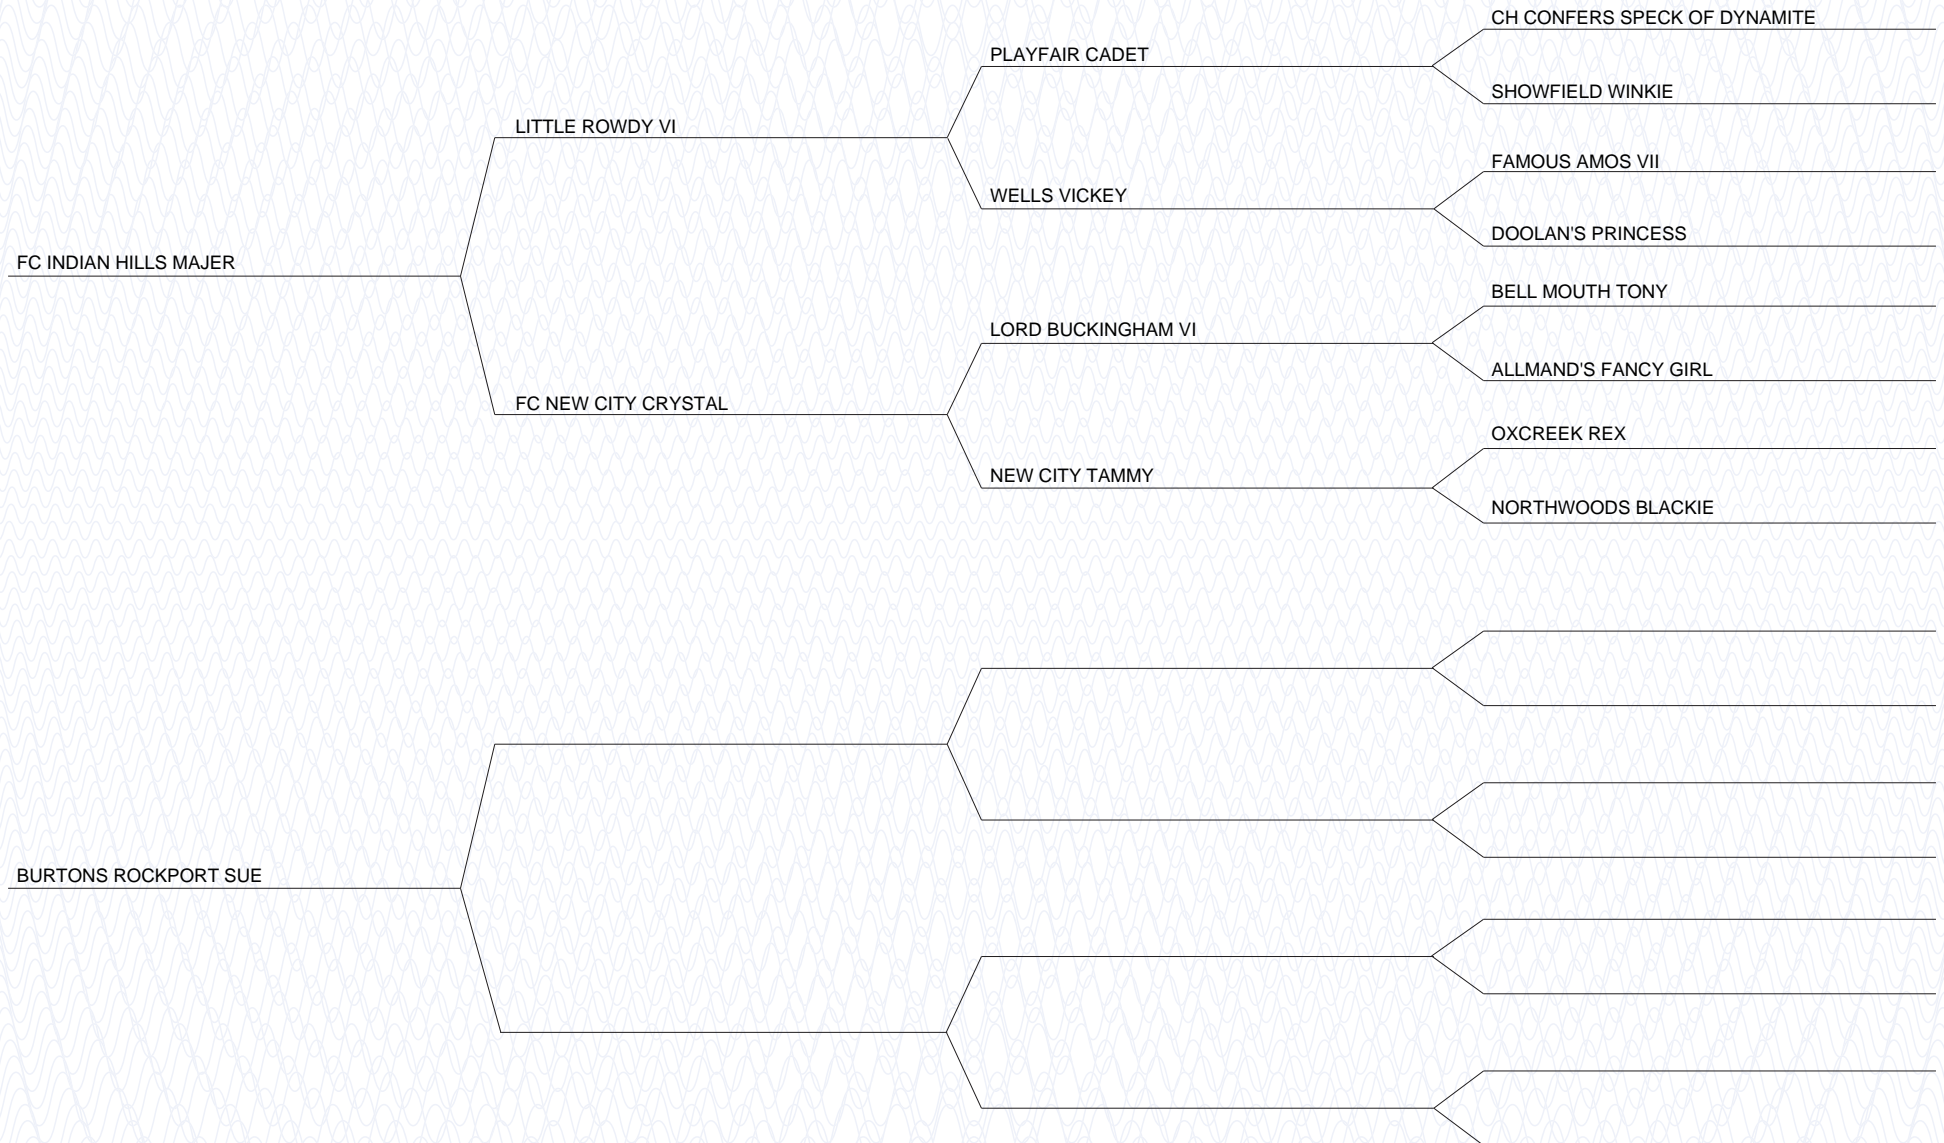 CH CONFERS SPECK OF DYNAMITE
PLAYFAIR CADET
SHOWFIELD WINKIE
LITTLE ROWDY VI
FAMOUS AMOS VII
WELLS VICKEY
DOOLAN'S PRINCESS
FC INDIAN HILLS MAJER
BELL MOUTH TONY
LORD BUCKINGHAM VI
ALLMAND'S FANCY GIRL
FC NEW CITY CRYSTAL
OXCREEK REX
NEW CITY TAMMY
NORTHWOODS BLACKIE
BURTONS ROCKPORT SUE